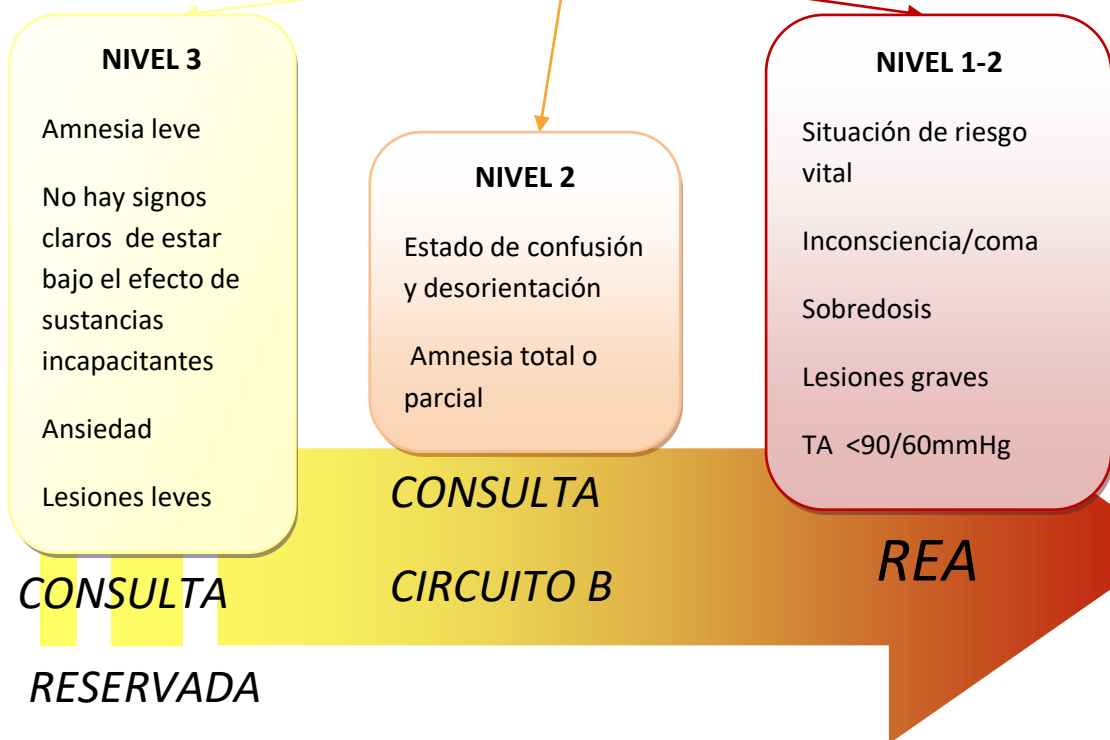 NIVEL 3
Amnesia leve
No hay signos
claros de estar
bajo el efecto de
sustancias
incapacitantes
Ansiedad
Lesiones leves
CONSULTA
RESERVADA
NIVEL 2
Estado de confusión
y desorientación
Amnesia total o
parcial
CONSULTA
CIRCUITO B
NIVEL 1-2
Situación de riesgo
vital
Inconsciencia/coma
Sobredosis
Lesiones graves
TA <90/60mmHg
REA